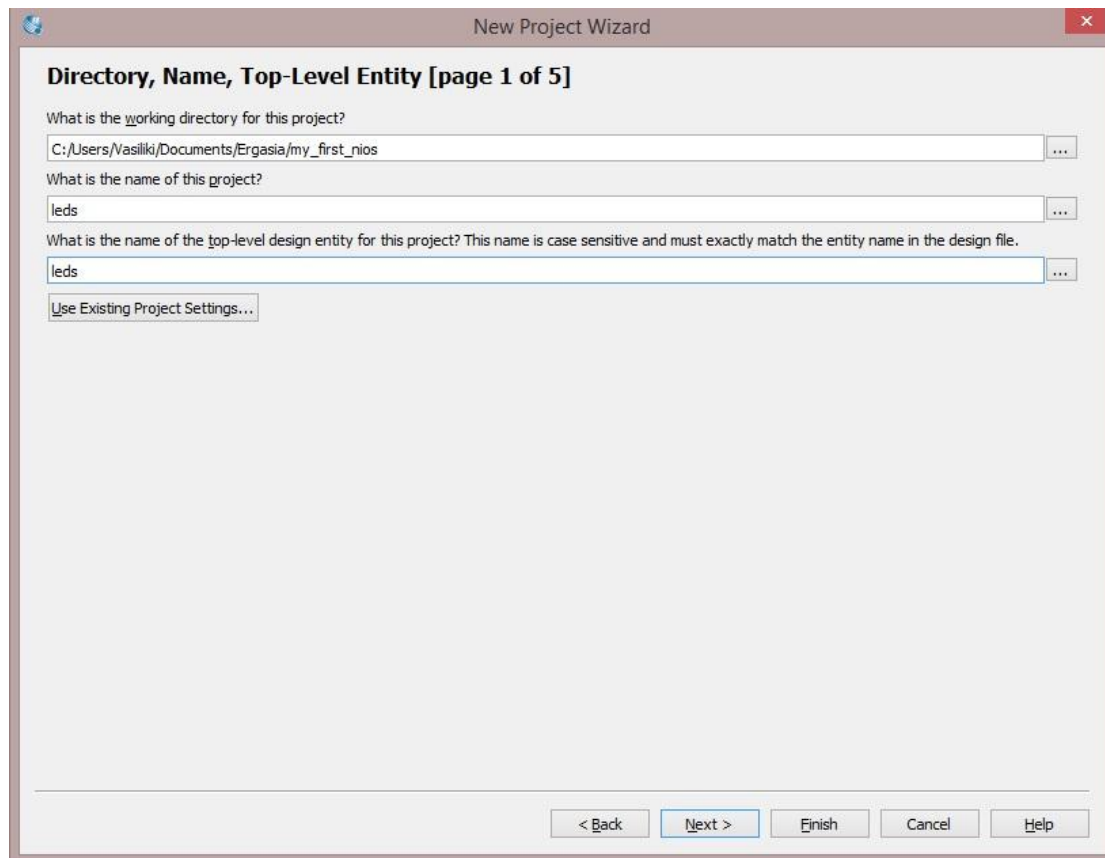 New Project Wizard
Directory, Name, Top-Level Entity [page 1 of 5]
What is the working directory for this project?
C:/Users/Vasiliki/Documents/Ergasia/my_first_nios
...
What is the name of this project?
leds
...
What is the name of the top-level design entity for this project? This name is case sensitive and must exactly match the entity name in the design file.
leds
...
Use Existing Project Settings...
< Back
Next >
Finish
Cancel
Help